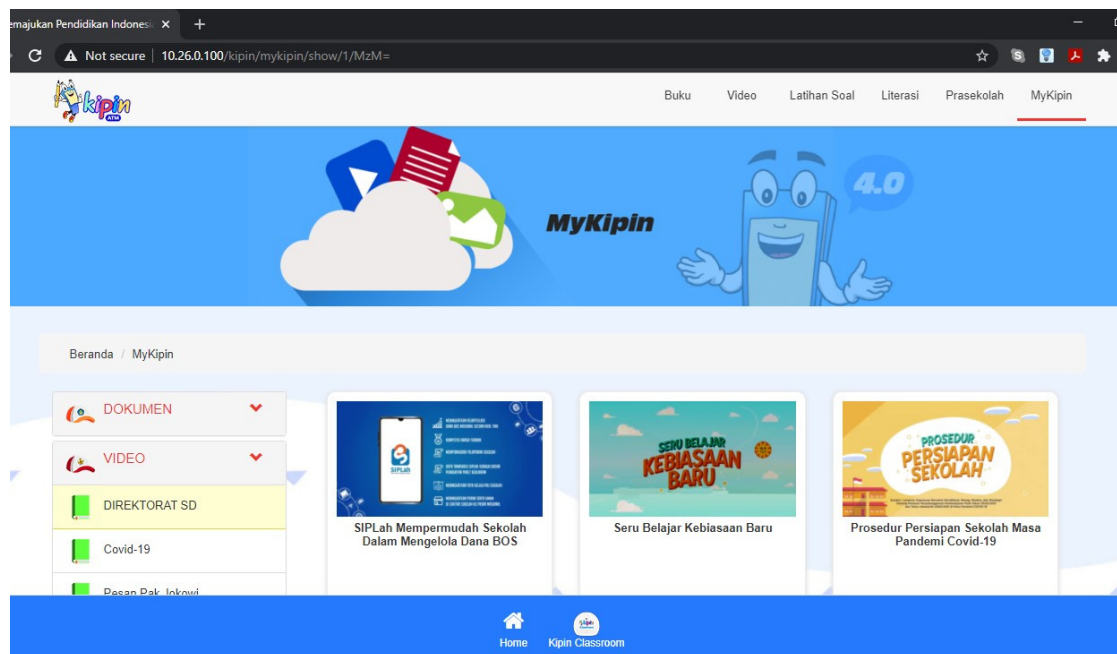 emajukan Pendidikan Indonesi
Not secure | 10.26.0.100/kipin/mykipin/show/1/MzM=
kipin
ATM
Buku Video Latihan Soal Literasi Prasekolah MyKipin
MyKipin
4.0
Beranda / MyKipin
DOKUMEN
VIDEO
DIREKTORAT SD
Covid-19
Pesan Pak Jokowi
SIPLah
SIPLah Mempermudah Sekolah
Dalam Mengelola Dana BOS
SERU BELAJAR
KEBIASAAN
BARU
Seru Belajar Kebiasaan Baru
PROSEDUR
PERSIAPAN
SEKOLAH
Prosedur Persiapan Sekolah Masa
Pandemi Covid-19
Home Kipin Classroom